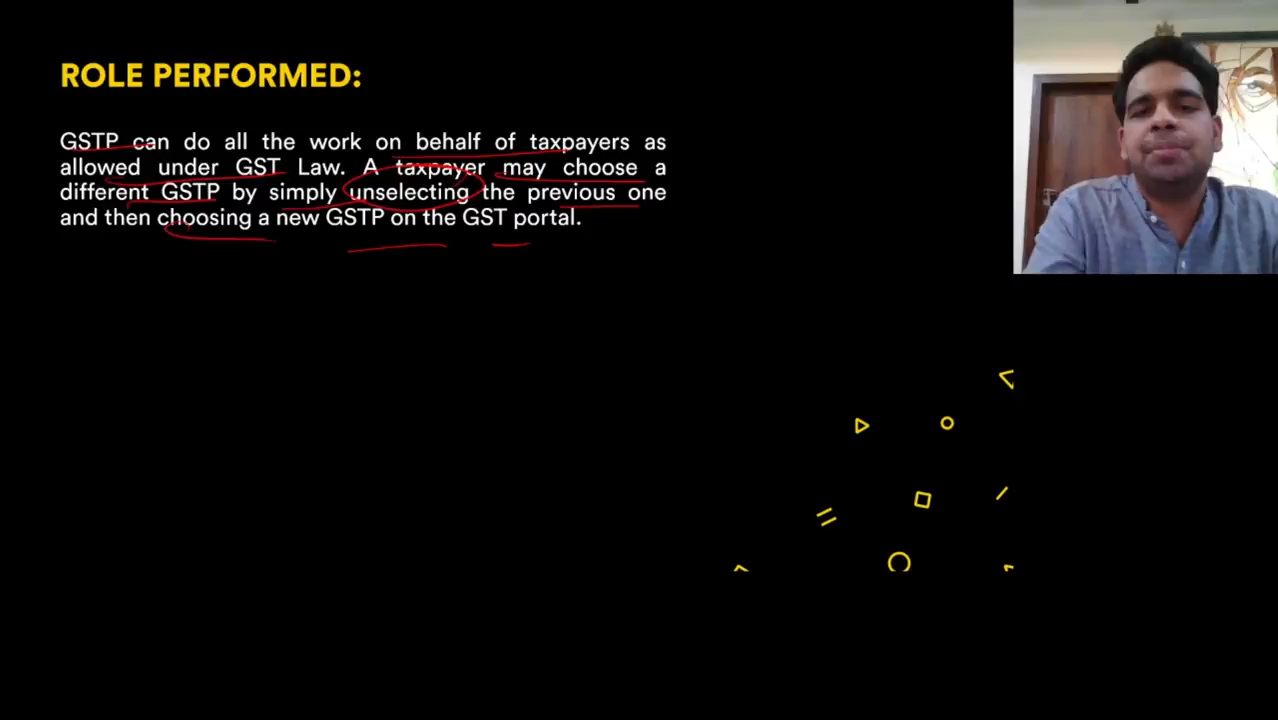 ROLE PERFORMED:
GSTP can do all the work on behalf of taxpayers as
allowed under GST Law. A taxpayer may choose a
different GSTP by simply unselecting the previous one
and then choosing a new GSTP on the GST portal.